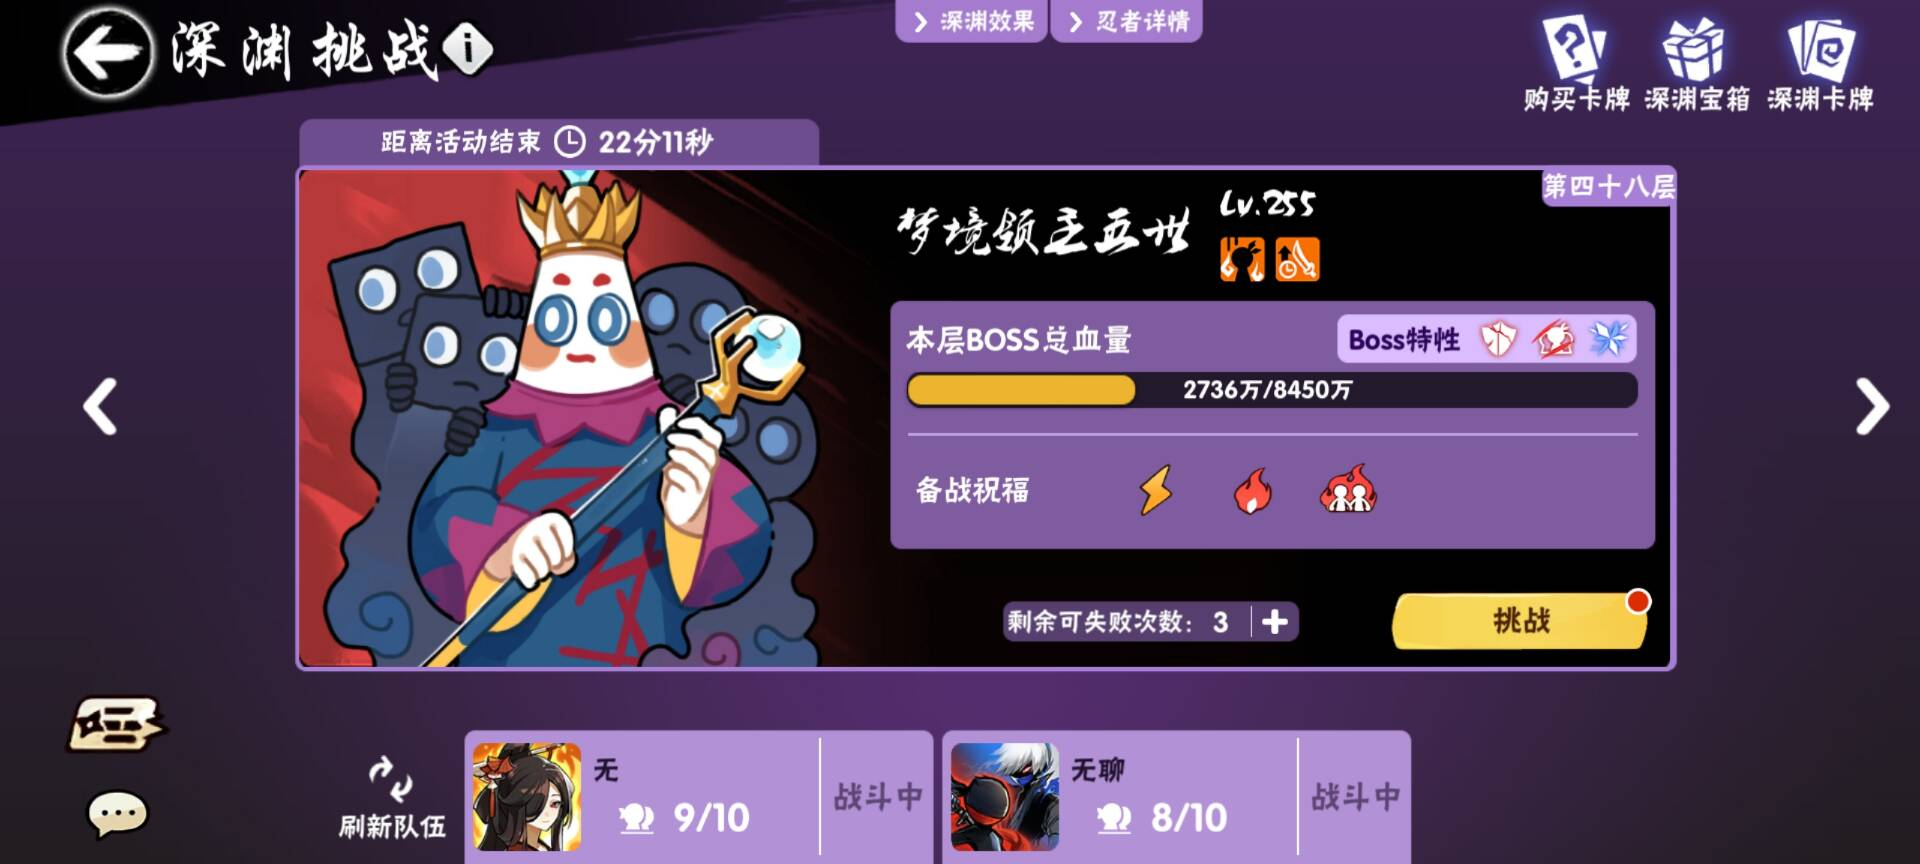 深渊挑战
深渊效果
忍者详情
购买卡牌
深渊宝箱
深渊卡牌
距离活动结束 22分11秒
第四十八层
梦境领主五世
Lv.255
本层BOSS总血量
Boss特性
2736万/8450万
备战祝福
剩余可失败次数: 3
挑战
刷新队伍
无
9/10
战斗中
无聊
8/10
战斗中